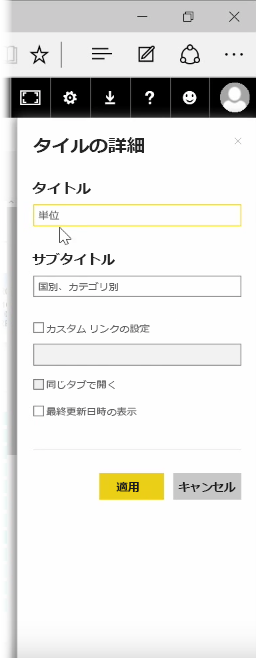 タイルの詳細
タイトル
単位
サブタイトル
国別、カテゴリ別
カスタム リンクの設定
同じタブで開く
最終更新日時の表示
適用
キャンセル